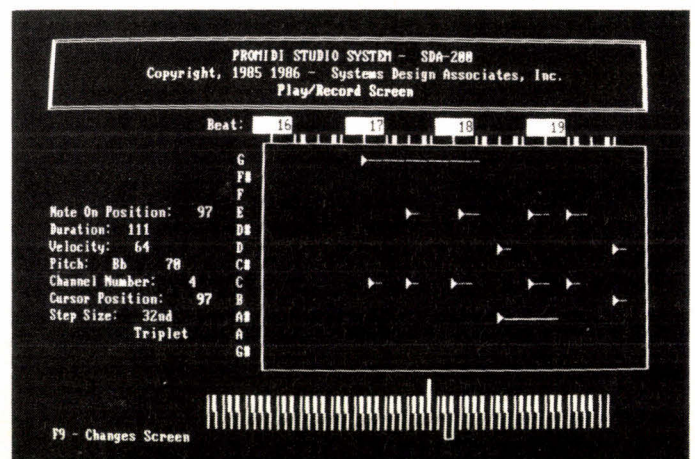 PROMIDI STUDIO SYSTEM - SDA-200
Copyright, 1985 1986 - Systems Design Associates, Inc.
Play/Record Screen
Beat: 16 17 18 19
G
F#
F
Note On Position: 97 E
Duration: 111 D#
Velocity: 64 D
Pitch: Bb 70 C#
Channel Number: 4 C
Cursor Position: 97 B
Step Size: 32nd A#
Triplet A
G#
F9 - Changes Screen